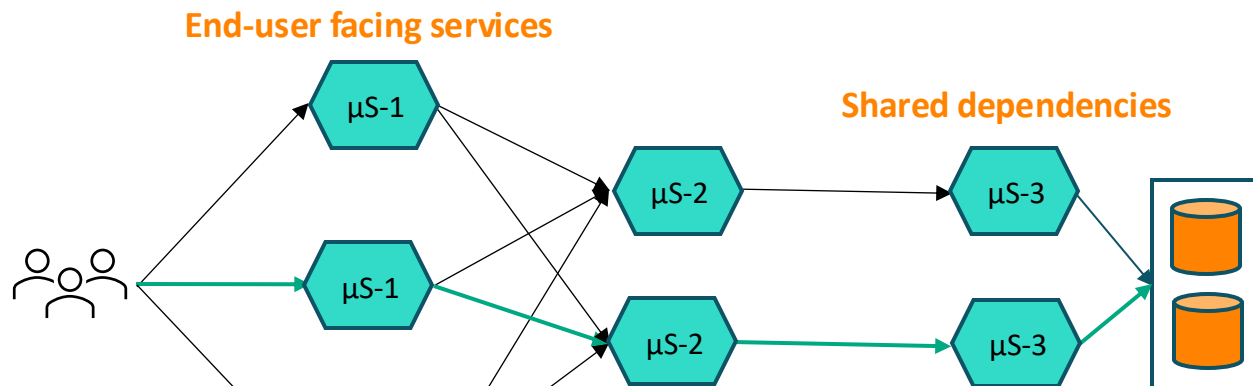 End-user facing services
μS-1
Shared dependencies
μS-2
μS-3
μS-1
μS-2
μS-3